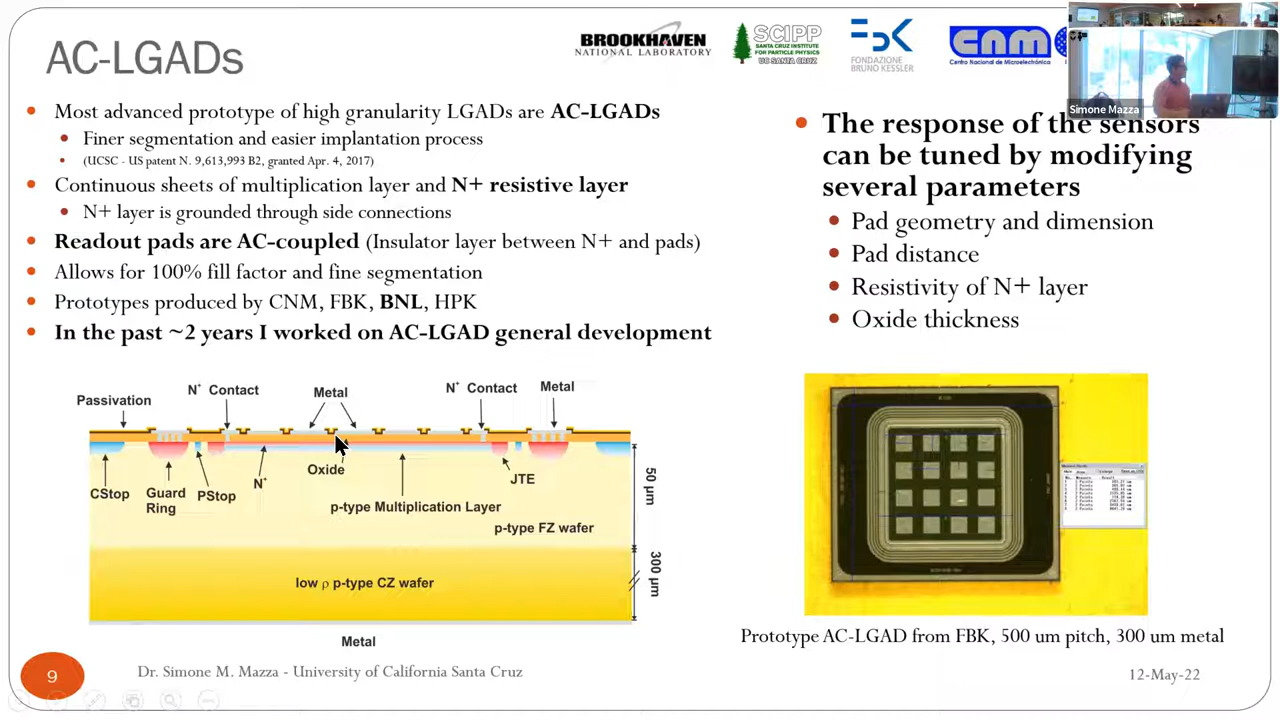 AC-LGADs
BROOKHAVEN
NATIONAL LABORATORY
SCIPP
SANTA CRUZ INSTITUTE
FOR PARTICLE PHYSICS
UC SANTA CRUZ
FONDAZIONE
BRUNO KESSLER
cnm
Centro Nacional de Microelectrónica
Simone Mazza
Most advanced prototype of high granularity LGADs are AC-LGADs
Finer segmentation and easier implantation process
(UCSC - US patent N. 9,613,993 B2, granted Apr. 4, 2017)
Continuous sheets of multiplication layer and N+ resistive layer
N+ layer is grounded through side connections
Readout pads are AC-coupled (Insulator layer between N+ and pads)
Allows for 100% fill factor and fine segmentation
Prototypes produced by CNM, FBK, BNL, HPK
In the past ~2 years I worked on AC-LGAD general development
The response of the sensors
can be tuned by modifying
several parameters
Pad geometry and dimension
Pad distance
Resistivity of N+ layer
Oxide thickness
Passivation
N+ Contact
Metal
N+ Contact
Metal
CStop
Guard
Ring
PStop
N+
Oxide
p-type Multiplication Layer
JTE
p-type FZ wafer
50 μm
low ρ p-type CZ wafer
300 μm
Metal
Prototype AC-LGAD from FBK, 500 um pitch, 300 um metal
9
Dr. Simone M. Mazza - University of California Santa Cruz
12-May-22